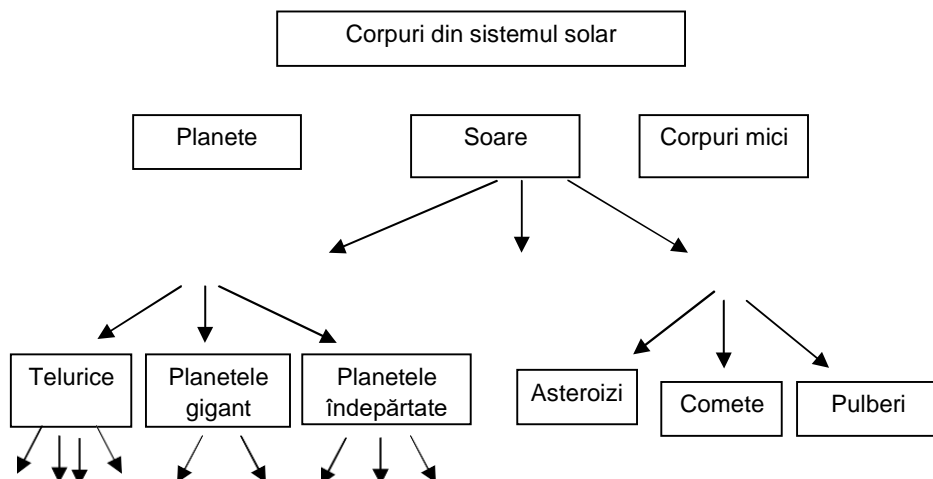 Corpuri din sistemul solar
Planete
Soare
Corpuri mici
Telurice
Planetele
gigant
Planetele
îndepărtate
Asteroizi
Comete
Pulberi